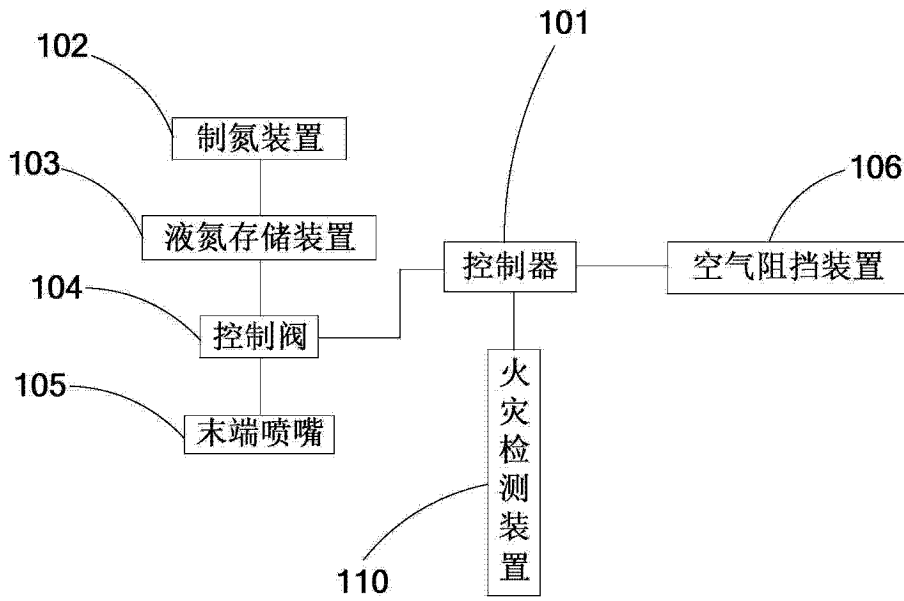 101
102
制氮装置
103
106
液氮存储装置
控制器
空气阻挡装置
104
控制阀
105
末端喷嘴
火灾检测装置
110